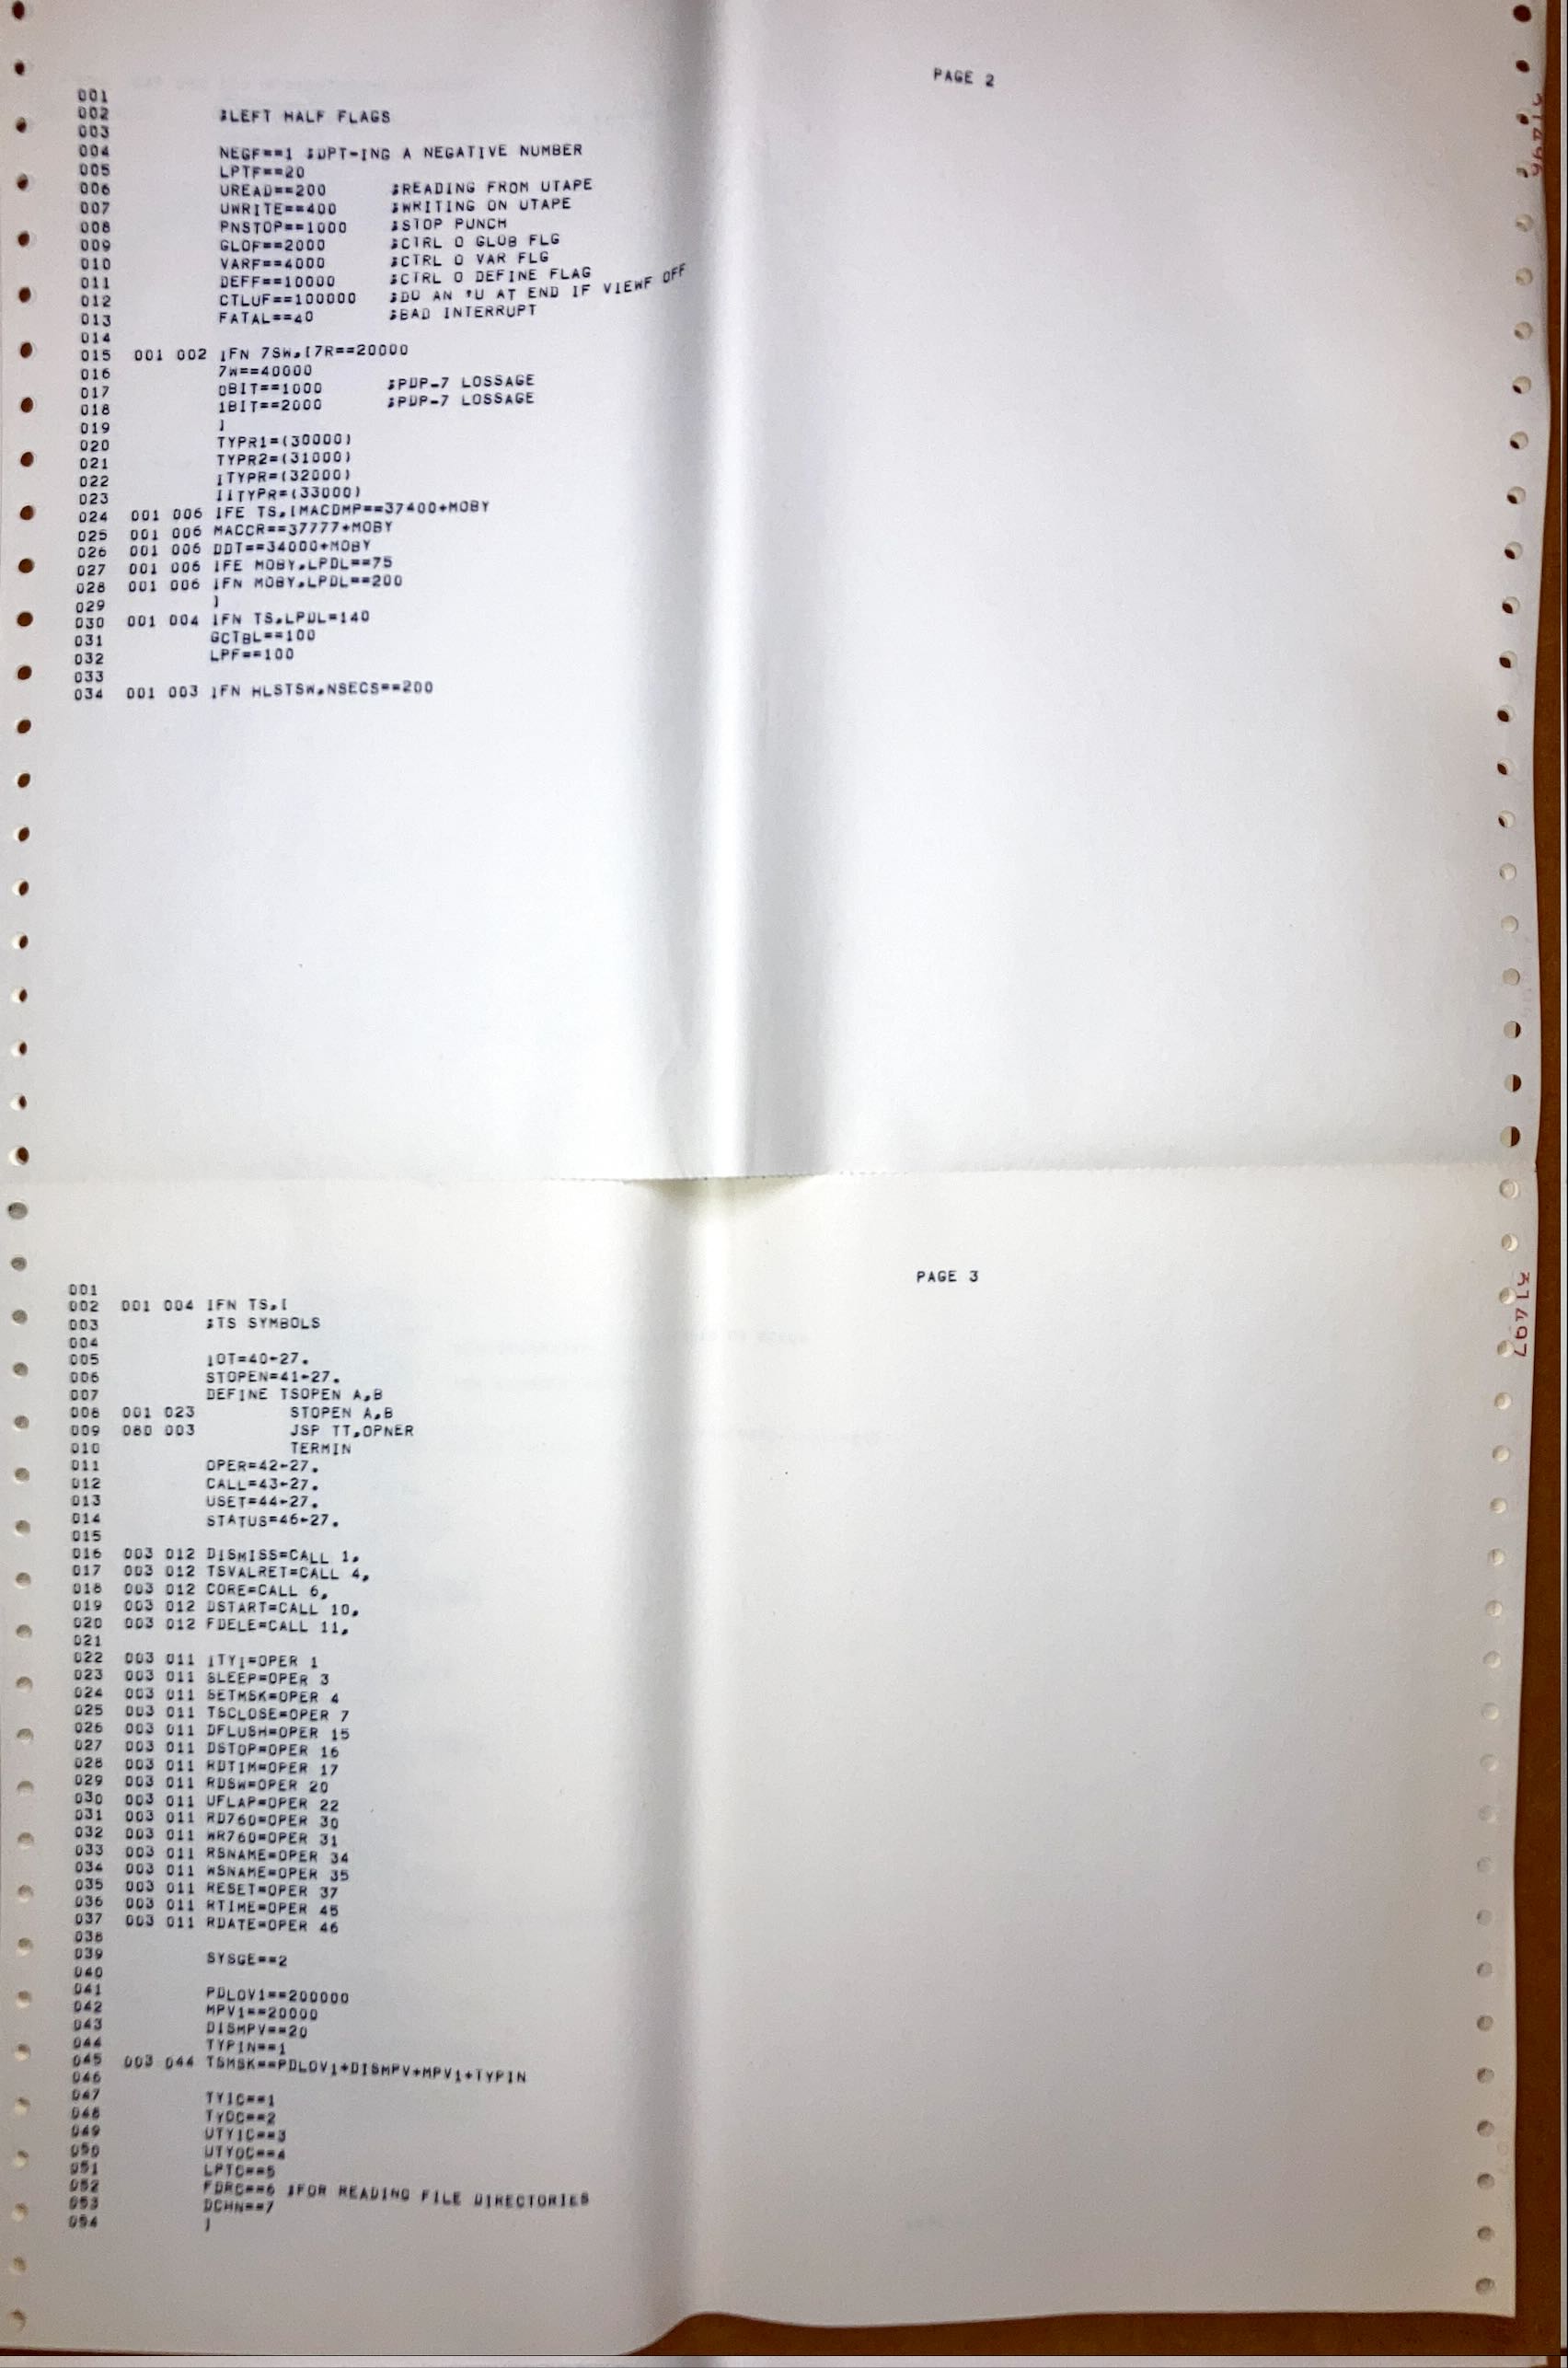 PAGE 2
001
002 ;LEFT HALF FLAGS
003
004 NEGF==1 ;DPT-ING A NEGATIVE NUMBER
005 LPTF==20
006 UREAD==200 ;READING FROM UTAPE
007 UWRITE==400 ;WRITING ON UTAPE
008 PNSTOP==1000 ;STOP PUNCH
009 GLOF==2000 ;CTRL O GLOB FLG
010 VARF==4000 ;CTRL O VAR FLG
011 DEFF==10000 ;CTRL O DEFINE FLAG
012 CTLUF==100000 ;DO AN ↑U AT END IF VIEWF OFF
013 FATAL==40 ;BAD INTERRUPT
014
015 001 002 IFN 7SW,[7R==20000
016 7W==40000
017 0BIT==1000 ;PDP-7 LOSSAGE
018 1BIT==2000 ;PDP-7 LOSSAGE
019 ]
020 TYPR1=(30000)
021 TYPR2=(31000)
022 ITYPR=(32000)
023 IITYPR=(33000)
024 001 006 IFE TS,[MACDMP==37400+MOBY
025 001 006 MACCR==37777+MOBY
026 001 006 DDT==34000+MOBY
027 001 006 IFE MOBY,LPDL==75
028 001 006 IFN MOBY,LPDL==200
029 ]
030 001 004 IFN TS,LPDL=140
031 GCTBL==100
032 LPF==100
033
034 001 003 IFN HLSTSW,NSECS==200
31496
PAGE 3
001
002 001 004 IFN TS,[
003 ;TS SYMBOLS
004
005 IOT=40←27.
006 STOPEN=41←27.
007 DEFINE TSOPEN A,B
008 001 023 STOPEN A,B
009 080 003 JSP TT,OPNER
010 TERMIN
011 OPER=42←27.
012 CALL=43←27.
013 USET=44←27.
014 STATUS=46←27.
015
016 003 012 DISMISS=CALL 1,
017 003 012 TSVALRET=CALL 4,
018 003 012 CORE=CALL 6,
019 003 012 DSTART=CALL 10,
020 003 012 FDELE=CALL 11,
021
022 003 011 ITYI=OPER 1
023 003 011 SLEEP=OPER 3
024 003 011 SETMSK=OPER 4
025 003 011 TSCLOSE=OPER 7
026 003 011 DFLUSH=OPER 15
027 003 011 DSTOP=OPER 16
028 003 011 RDTIM=OPER 17
029 003 011 RDSW=OPER 20
030 003 011 UFLAP=OPER 22
031 003 011 RD760=OPER 30
032 003 011 WR760=OPER 31
033 003 011 RSNAME=OPER 34
034 003 011 WSNAME=OPER 35
035 003 011 RESET=OPER 37
036 003 011 RTIME=OPER 45
037 003 011 RDATE=OPER 46
038
039 SYSGE==2
040
041 PDLOV1==200000
042 MPV1==20000
043 DISMPV==20
044 TYPIN==1
045 003 044 TSMSK==PDLOV1+DISMPV+MPV1+TYPIN
046
047 TYIC==1
048 TYOC==2
049 UTYIC==3
050 UTYOC==4
051 LPTC==5
052 FDRC==6 ;FOR READING FILE DIRECTORIES
053 DCHN==7
054 ]
31497